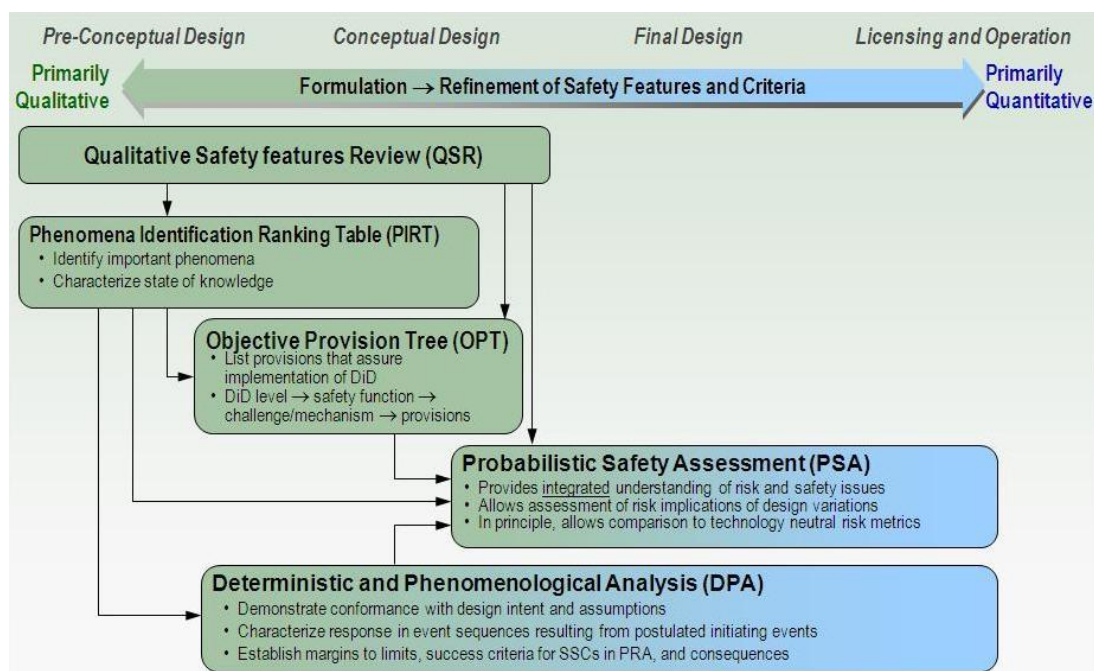 Pre-Conceptual Design Conceptual Design Final Design Licensing and Operation
Primarily
Qualitative
Formulation → Refinement of Safety Features and Criteria
Primarily
Quantitative
Qualitative Safety features Review (QSR)
Phenomena Identification Ranking Table (PIRT)
• Identify important phenomena
• Characterize state of knowledge
Objective Provision Tree (OPT)
• List provisions that assure
implementation of DiD
• DiD level → safety function →
challenge/mechanism → provisions
Probabilistic Safety Assessment (PSA)
• Provides integrated understanding of risk and safety issues
• Allows assessment of risk implications of design variations
• In principle, allows comparison to technology neutral risk metrics
Deterministic and Phenomenological Analysis (DPA)
• Demonstrate conformance with design intent and assumptions
• Characterize response in event sequences resulting from postulated initiating events
• Establish margins to limits, success criteria for SSCs in PRA, and consequences